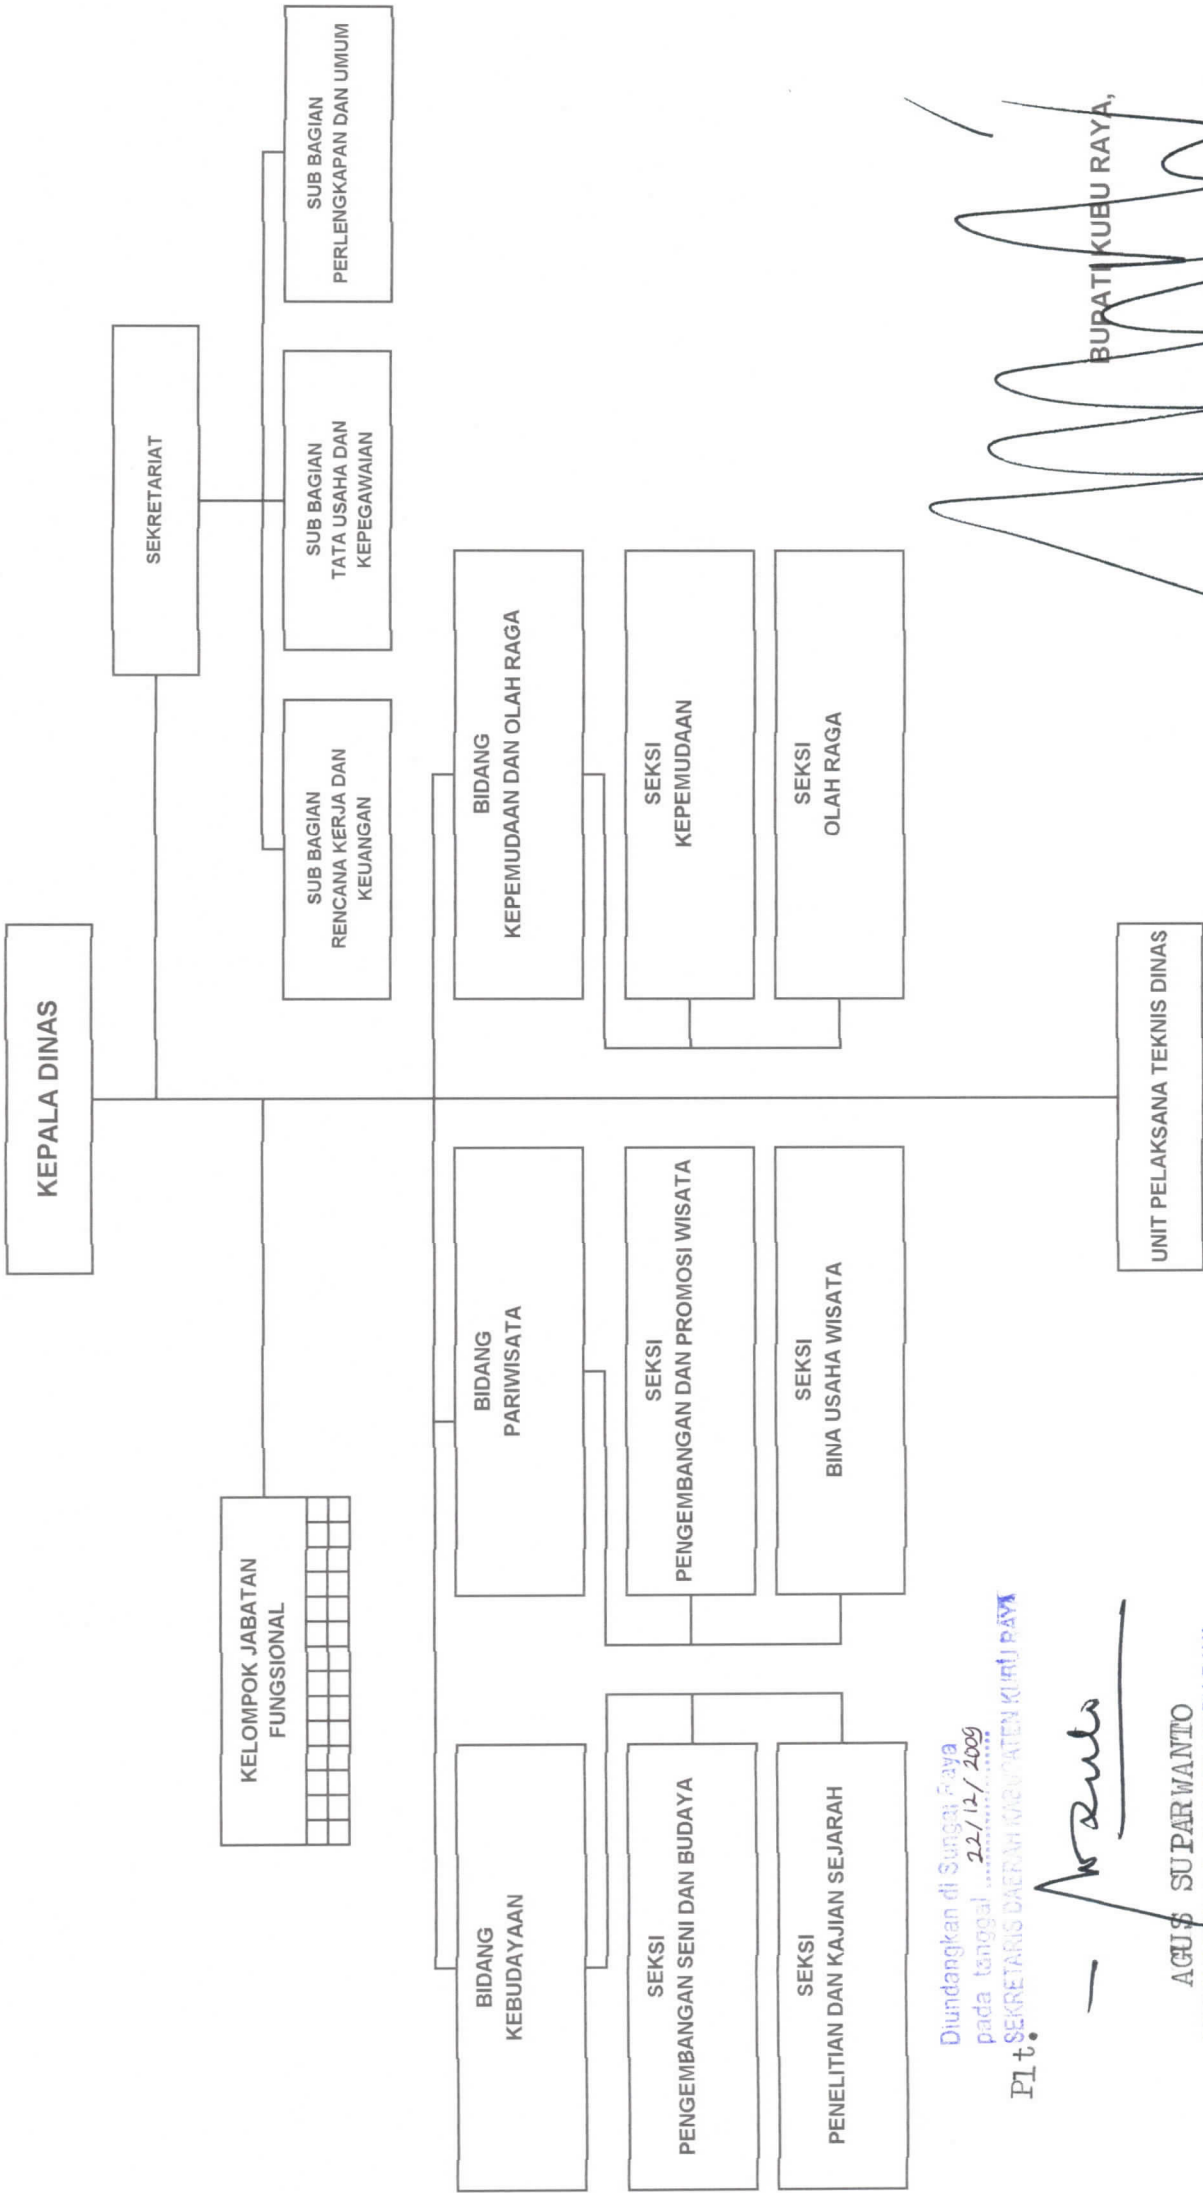 KEPALA DINAS
SEKRETARIAT
KELOMPOK JABATAN
FUNGSIONAL
SUB BAGIAN
RENCANA KERJA DAN
KEUANGAN
SUB BAGIAN
TATA USAHA DAN
KEPEGAWAIAN
SUB BAGIAN
PERLENGKAPAN DAN UMUM
BIDANG
KEBUDAYAAN
BIDANG
PARIWISATA
BIDANG
KEPEMUDAAN DAN OLAH RAGA
SEKSI
PENGEMBANGAN SENI DAN BUDAYA
SEKSI
PENGEMBANGAN DAN PROMOSI WISATA
SEKSI
KEPEMUDAAN
SEKSI
PENELITIAN DAN KAJIAN SEJARAH
SEKSI
BINA USAHA WISATA
SEKSI
OLAH RAGA
UNIT PELAKSANA TEKNIS DINAS
Diundangkan di Sungai Raya
pada tanggal 22/12/2009
Plt. SEKRETARIS DAERAH KABUPATEN KUBU RAYA
AGUS SUPARWANTO
BUPATI KUBU RAYA,